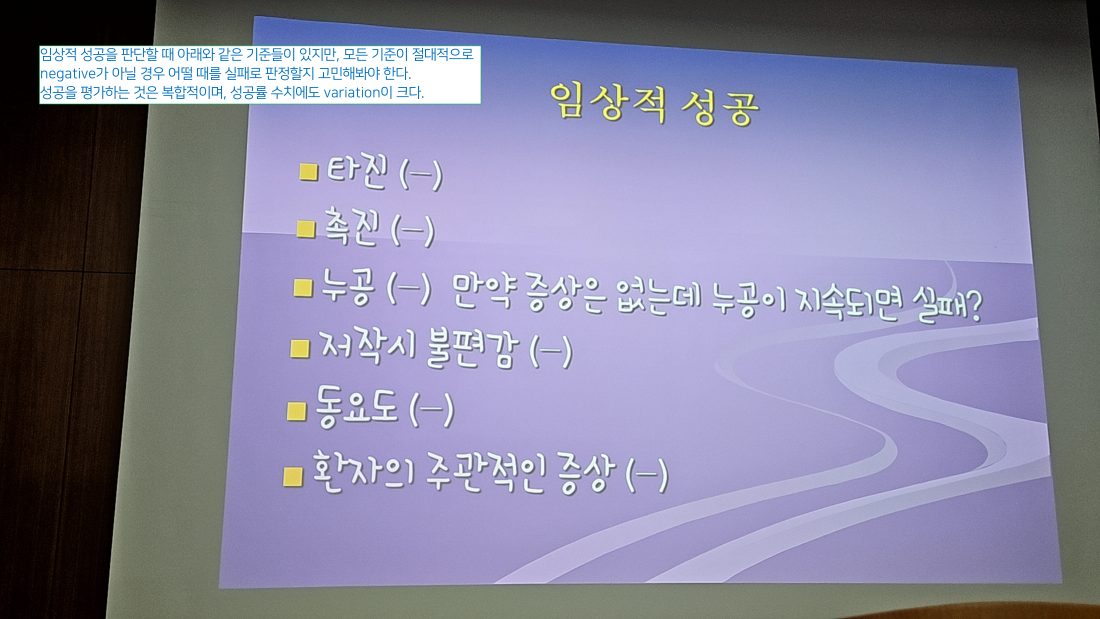 임상적 성공을 판단할 때 아래와 같은 기준들이 있지만, 모든 기준이 절대적으로
negative가 아닐 경우 어떨 때를 실패로 판정할지 고민해봐야 한다.
성공을 평가하는 것은 복합적이며, 성공률 수치에도 variation이 크다.
임상적 성공
■ 타진 (–)
■ 촉진 (–)
■ 누공 (–) 만약 증상은 없는데 누공이 지속되면 실패?
■ 저작시 불편감 (–)
■ 동요도 (–)
■ 환자의 주관적인 증상 (–)